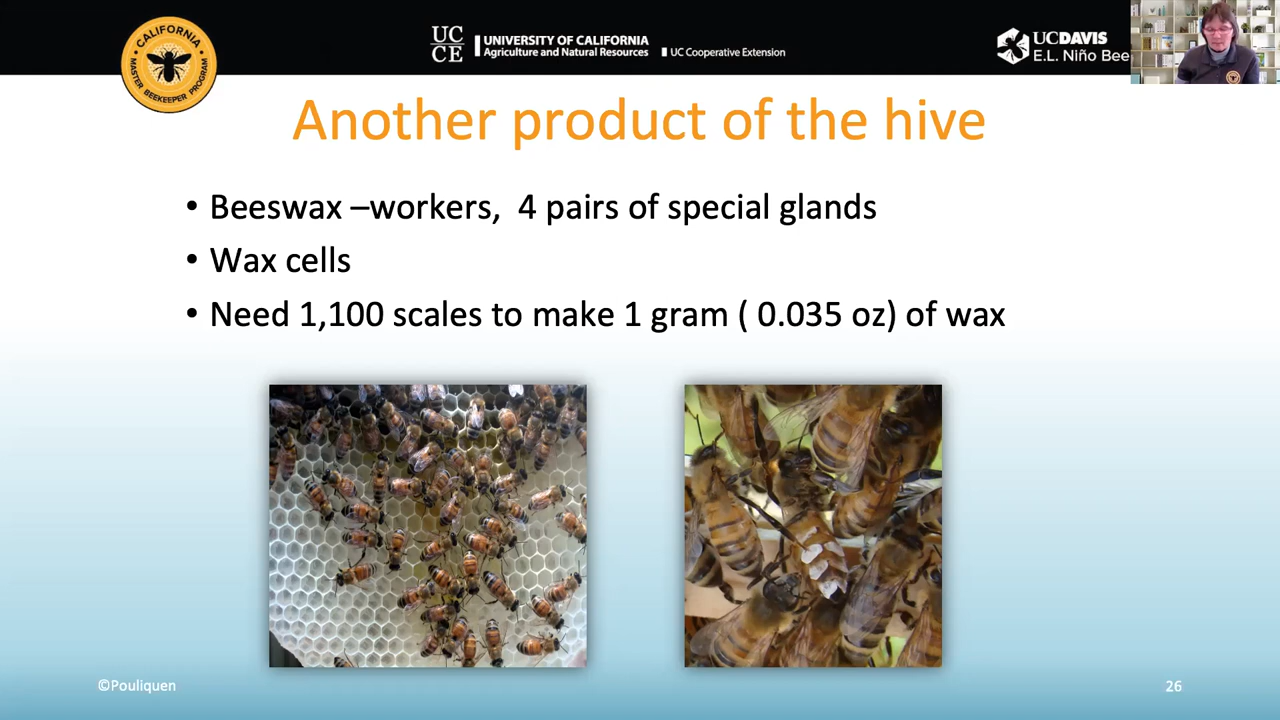 CALIFORNIA
MASTER BEEKEEPER PROGRAM
UC
CE
UNIVERSITY OF CALIFORNIA
Agriculture and Natural Resources
UC Cooperative Extension
UCDAVIS
E.L. Niño Bee
Another product of the hive
• Beeswax –workers, 4 pairs of special glands
• Wax cells
• Need 1,100 scales to make 1 gram ( 0.035 oz) of wax
©Pouliquen
26